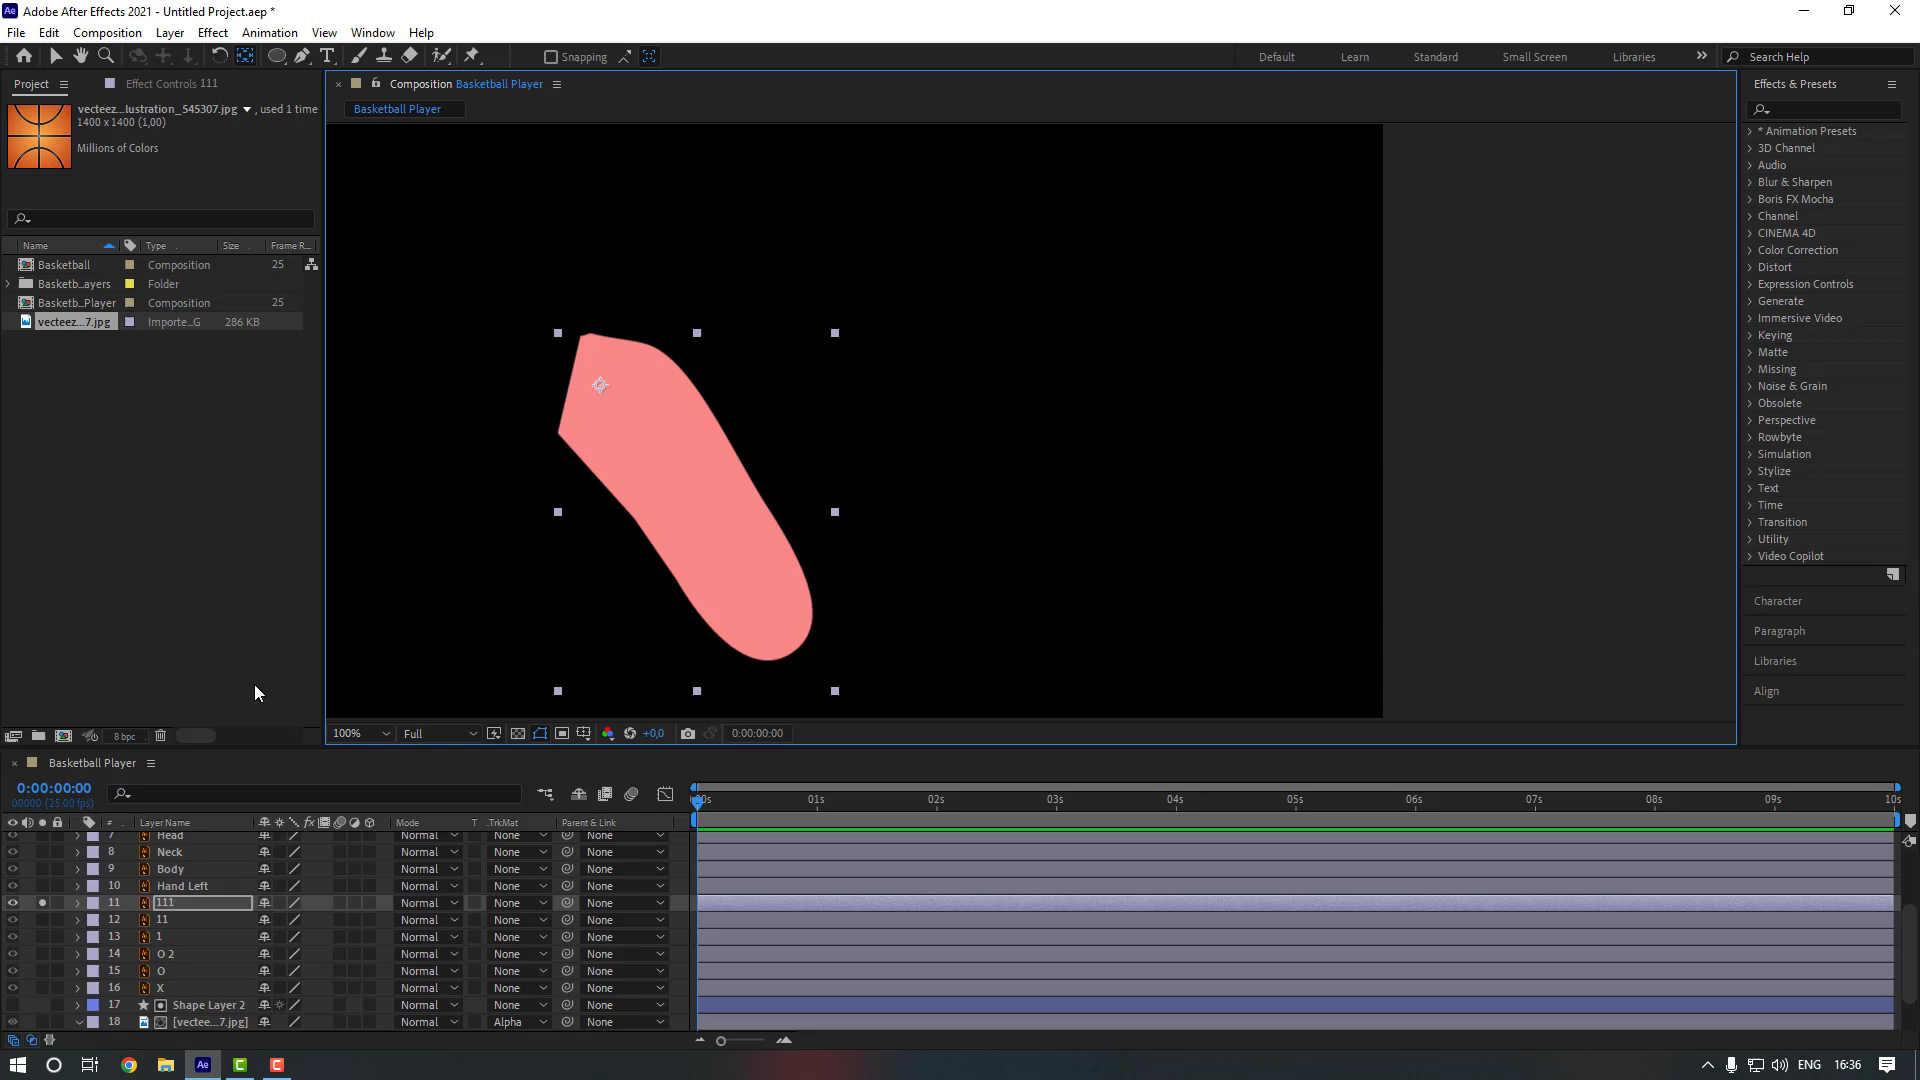 Adobe After Effects 2021 - Untitled Project.aep *
File Edit Composition Layer Effect Animation View Window Help
Snapping Default Learn Standard Small Screen Libraries Search Help
Project Effect Controls 111
Composition Basketball Player
Effects & Presets
Basketball Player
vecteez...lustration_545307.jpg , used 1 time
1400 x 1400 (1,00)
Millions of Colors
Name Type Size Frame R...
Basketball Composition 25
Basketb...ayers Folder
Basketb...Player Composition 25
vecteez...7.jpg Importe...G 286 KB
* Animation Presets
3D Channel
Audio
Blur & Sharpen
Boris FX Mocha
Channel
CINEMA 4D
Color Correction
Distort
Expression Controls
Generate
Immersive Video
Keying
Matte
Missing
Noise & Grain
Obsolete
Perspective
Rowbyte
Simulation
Stylize
Text
Time
Transition
Utility
Video Copilot
Character
Paragraph
Libraries
Align
8 bpc
100% Full +0,0 0:00:00:00
Basketball Player
0:00:00:00
00000 (25.00 fps)
00s 01s 02s 03s 04s 05s 06s 07s 08s 09s 10s
# Layer Name fx Mode T .TrkMat Parent & Link
7 Head Normal None None
8 Neck Normal None None
9 Body Normal None None
10 Hand Left Normal None None
11 111 Normal None None
12 11 Normal None None
13 1 Normal None None
14 O 2 Normal None None
15 O Normal None None
16 X Normal None None
17 Shape Layer 2 Normal None None
18 [vectee...7.jpg] Normal Alpha None
Ae ENG 16:36